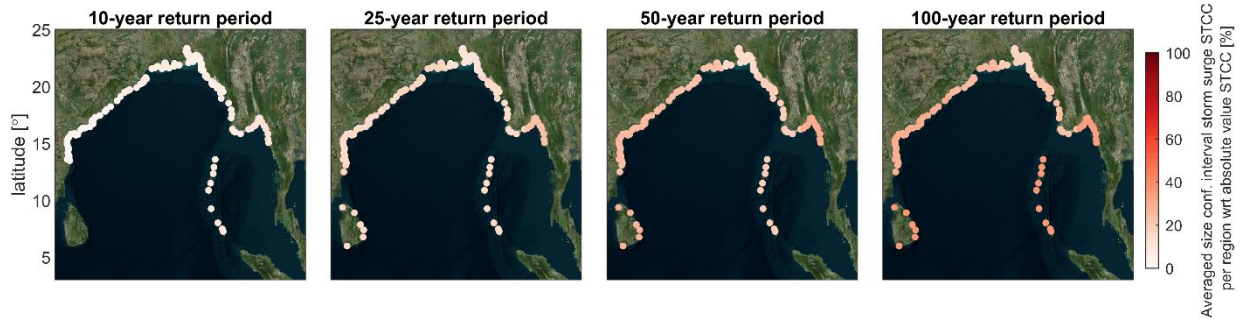 10-year return period
25-year return period
50-year return period
100-year return period
25
20
15
10
5
latitude [°]
100
80
60
40
20
0
Averaged size conf. interval storm surge STCC
per region wrt absolute value STCC [%]